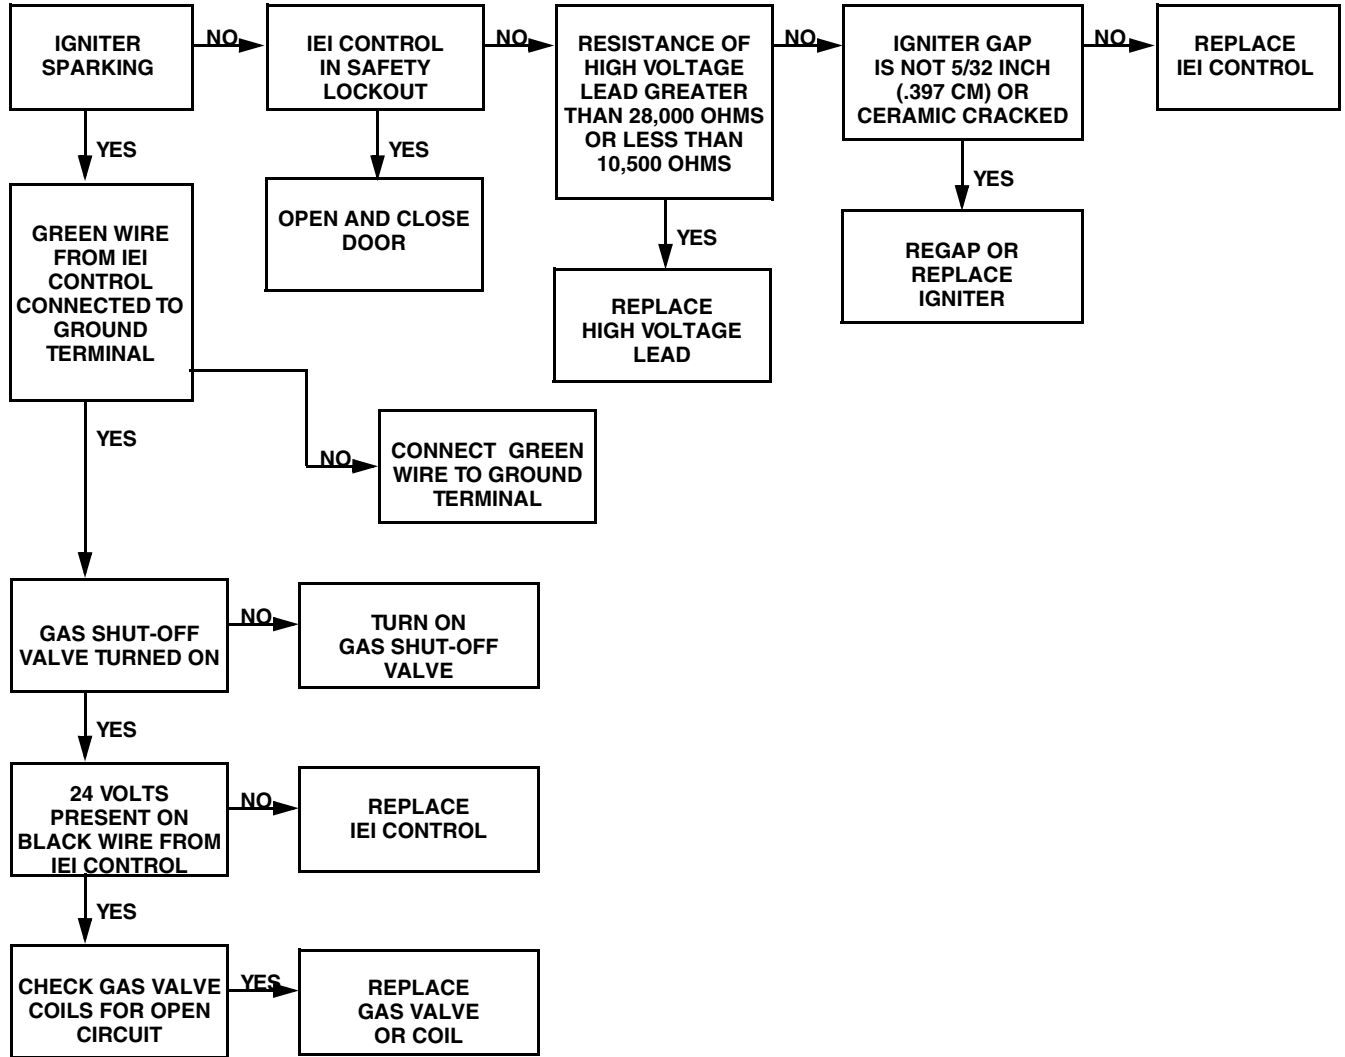 IGNITER
SPARKING
NO
IEI CONTROL
IN SAFETY
LOCKOUT
NO
RESISTANCE OF
HIGH VOLTAGE
LEAD GREATER
THAN 28,000 OHMS
OR LESS THAN
10,500 OHMS
NO
IGNITER GAP
IS NOT 5/32 INCH
(.397 CM) OR
CERAMIC CRACKED
NO
REPLACE
IEI CONTROL
YES
YES
YES
YES
OPEN AND CLOSE
DOOR
REPLACE
HIGH VOLTAGE
LEAD
REGAP OR
REPLACE
IGNITER
GREEN WIRE
FROM IEI
CONTROL
CONNECTED TO
GROUND
TERMINAL
NO
CONNECT GREEN
WIRE TO GROUND
TERMINAL
YES
GAS SHUT-OFF
VALVE TURNED ON
NO
TURN ON
GAS SHUT-OFF
VALVE
YES
24 VOLTS
PRESENT ON
BLACK WIRE FROM
IEI CONTROL
NO
REPLACE
IEI CONTROL
YES
CHECK GAS VALVE
COILS FOR OPEN
CIRCUIT
YES
REPLACE
GAS VALVE
OR COIL